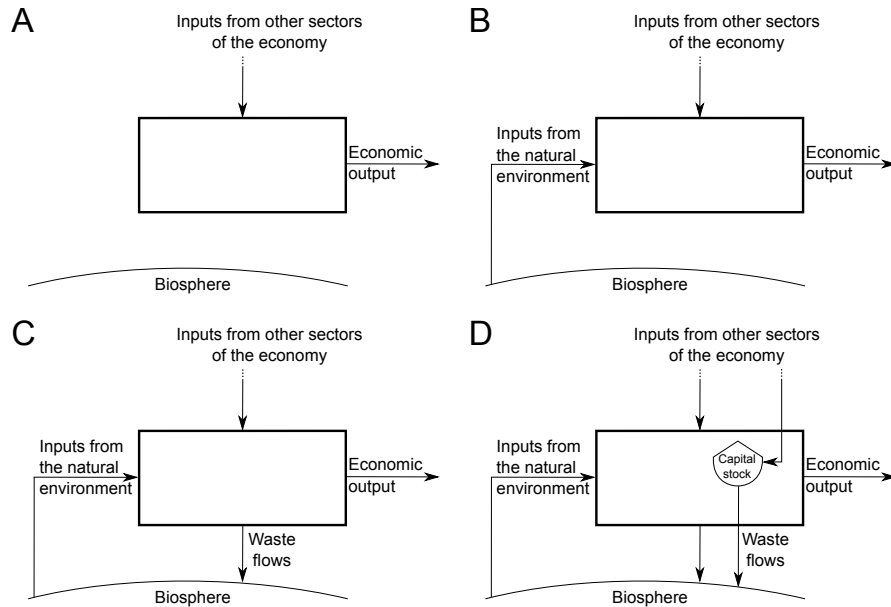 A
Inputs from other sectors
of the economy
Economic
output
Biosphere
B
Inputs from other sectors
of the economy
Inputs from
the natural
environment
Economic
output
Biosphere
C
Inputs from other sectors
of the economy
Inputs from
the natural
environment
Economic
output
Waste
flows
Biosphere
D
Inputs from other sectors
of the economy
Inputs from
the natural
environment
Capital
stock
Economic
output
Waste
flows
Biosphere